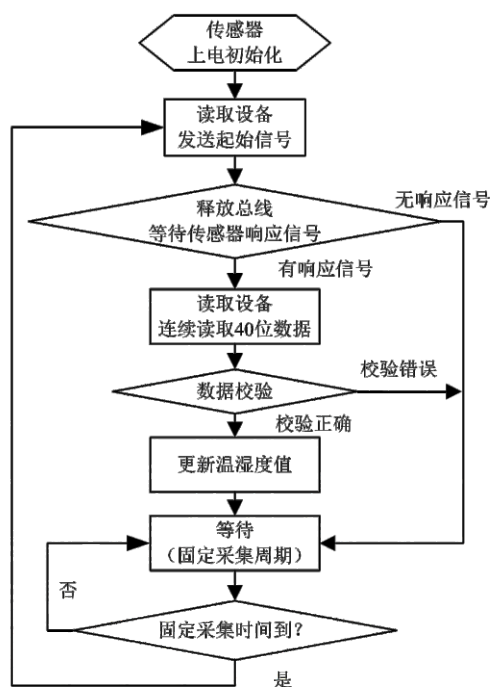 传感器
上电初始化
读取设备
发送起始信号
无响应信号
释放总线
等待传感器响应信号
有响应信号
读取设备
连续读取40位数据
校验错误
数据校验
校验正确
更新温湿度值
等待
（固定采集周期）
否
固定采集时间到？
是